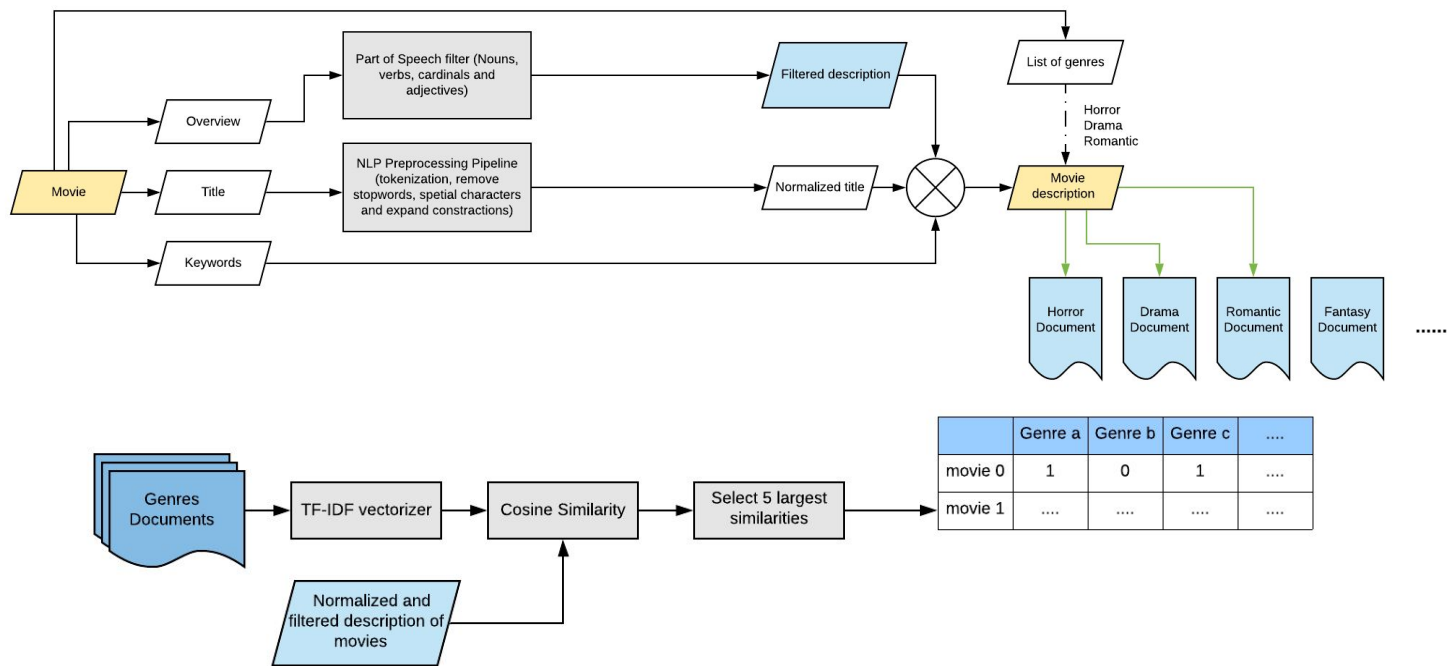 Part of Speech filter (Nouns,
verbs, cardinals and
adjectives)
Filtered description
List of genres
Horror
Drama
Romantic
Overview
NLP Preprocessing Pipeline
(tokenization, remove
stopwords, spetial characters
and expand constractions)
Movie
Title
Normalized title
Movie
description
Keywords
Horror
Document
Drama
Document
Romantic
Document
Fantasy
Document
......
Genre a Genre b Genre c ....
movie 0 1 0 1 ....
movie 1 .... .... .... ....
Genres
Documents
TF-IDF vectorizer
Cosine Similarity
Select 5 largest
similarities
Normalized and
filtered description of
movies